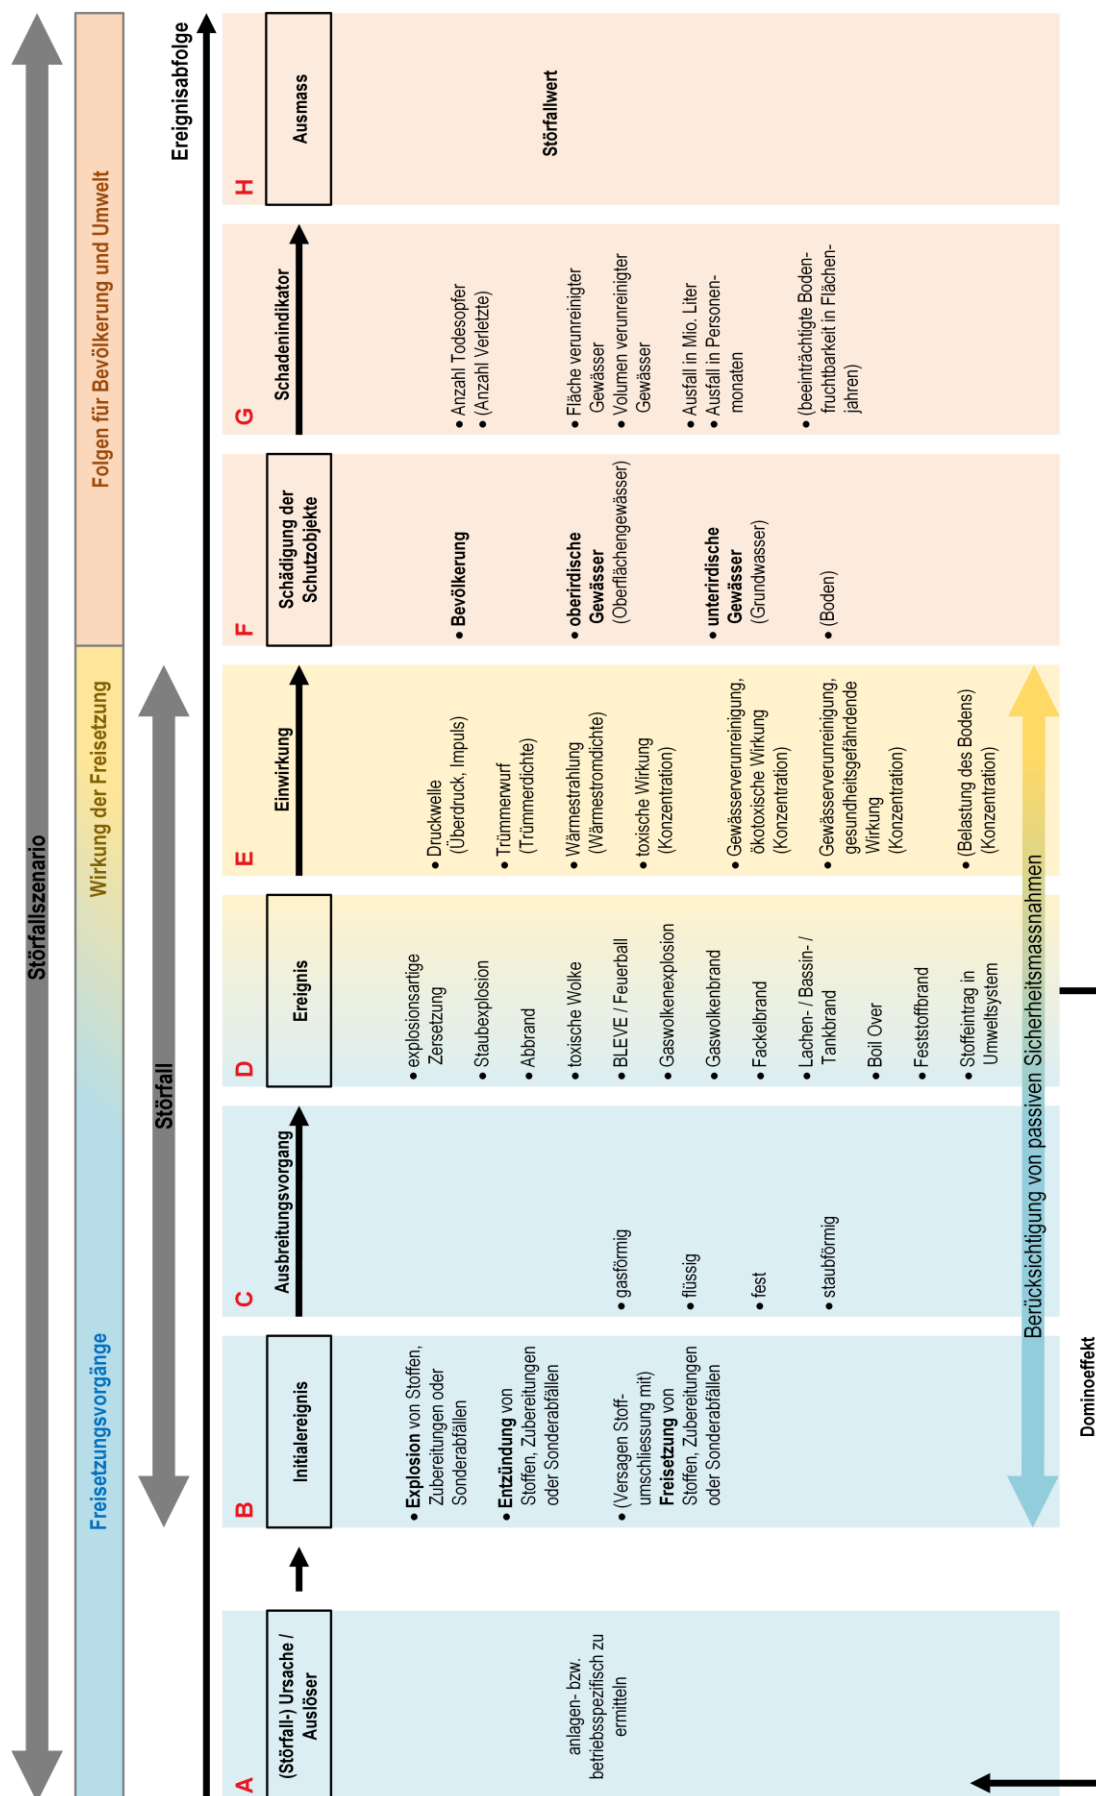 Störfallszenario
Freisetzungsvorgänge
Wirkung der Freisetzung
Folgen für Bevölkerung und Umwelt
Störfall
Ereignisabfolge
A
(Störfall-) Ursache /
Auslöser
anlagen- bzw.
betriebsspezifisch zu
ermitteln
B
Initialereignis
• Explosion von Stoffen,
Zubereitungen oder
Sonderabfällen
• Entzündung von
Stoffen, Zubereitungen
oder Sonderabfällen
• (Versagen Stoff-
umschliessung mit)
Freisetzung von
Stoffen, Zubereitungen
oder Sonderabfällen
C
Ausbreitungsvorgang
• gasförmig
• flüssig
• fest
• staubförmig
D
Ereignis
• explosionsartige
Zersetzung
• Staubexplosion
• Abbrand
• toxische Wolke
• BLEVE / Feuerball
• Gaswolkenexplosion
• Gaswolkenbrand
• Fackelbrand
• Lachen- / Bassin- /
Tankbrand
• Boil Over
• Feststoffbrand
• Stoffeintrag in
Umweltsystem
E
Einwirkung
• Druckwelle
(Überdruck, Impuls)
• Trümmerwurf
(Trümmerdichte)
• Wärmestrahlung
(Wärmestromdichte)
• toxische Wirkung
(Konzentration)
• Gewässerverunreinigung,
ökotoxische Wirkung
(Konzentration)
• Gewässerverunreinigung,
gesundheitsgefährdende
Wirkung
(Konzentration)
• (Belastung des Bodens)
(Konzentration)
F
Schädigung der
Schutzobjekte
• Bevölkerung
• oberirdische
Gewässer
(Oberflächengewässer)
• unterirdische
Gewässer
(Grundwasser)
• (Boden)
G
Schadenindikator
• Anzahl Todesopfer
• (Anzahl Verletzte)
• Fläche verunreinigter
Gewässer
• Volumen verunreinigter
Gewässer
• Ausfall in Mio. Liter
• Ausfall in Personen-
monaten
• (beeinträchtigte Boden-
fruchtbarkeit in Flächen-
jahren)
H
Ausmass
Störfallwert
Berücksichtigung von passiven Sicherheitsmassnahmen
Dominoeffekt